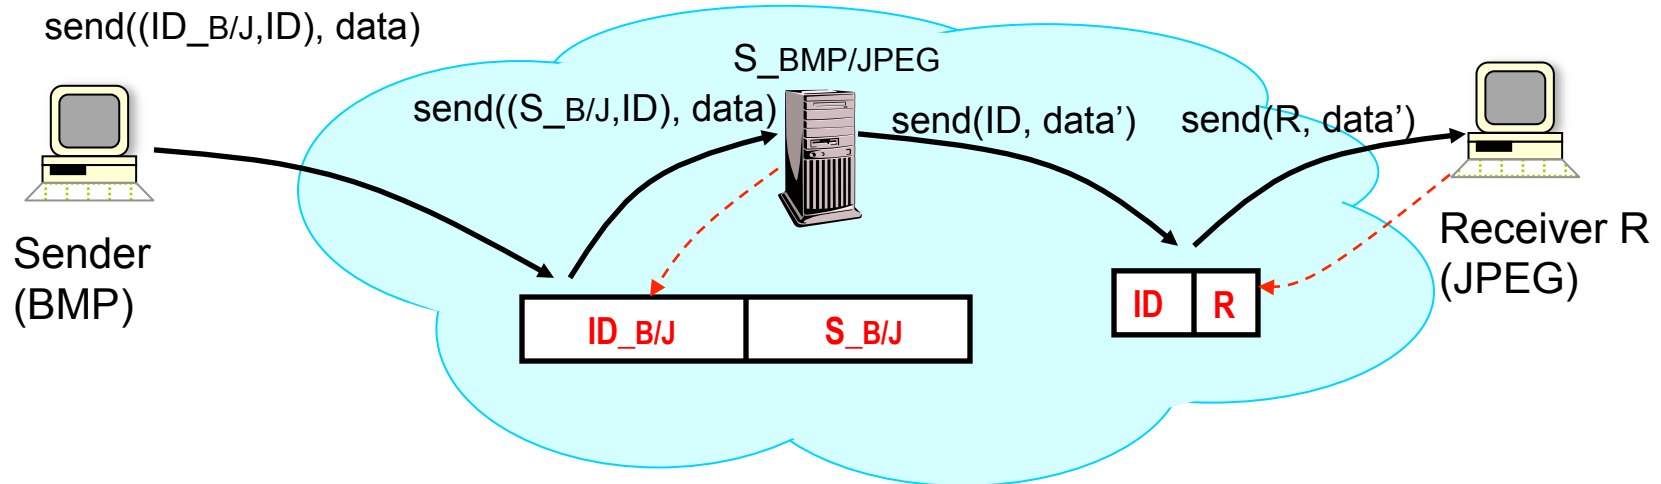 send((ID_B/J,ID), data)
S_BMP/JPEG
send((S_B/J,ID), data)
send(ID, data’)
send(R, data’)
Sender
(BMP)
Receiver R
(JPEG)
ID_B/J
S_B/J
ID
R